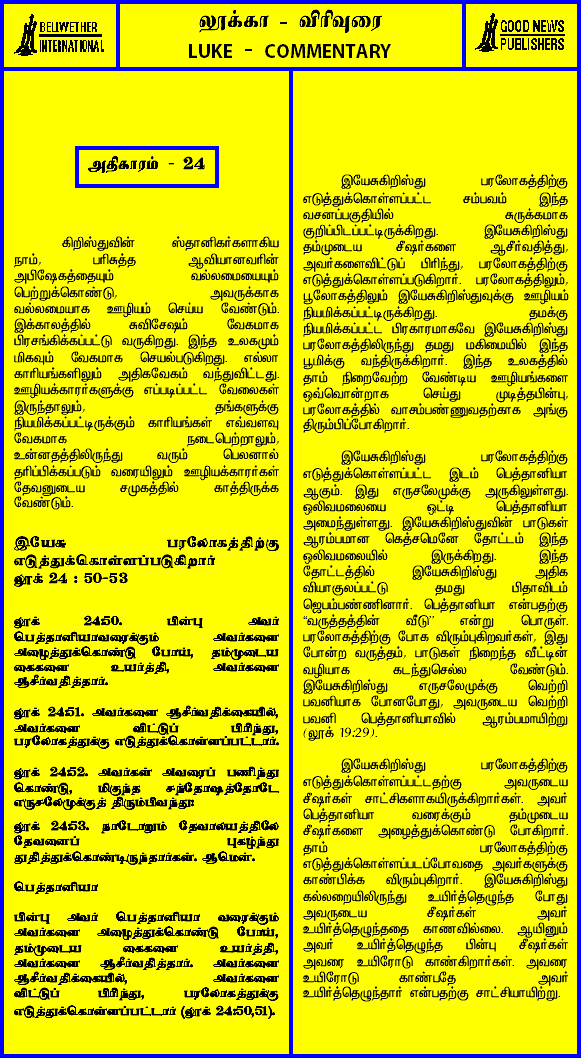 BELLWETHER
INTERNATIONAL
லூக்கா - விரிவுரை
LUKE - COMMENTARY
GOOD NEWS
PUBLISHERS
அதிகாரம் - 24
கிறிஸ்துவின் ஸ்தானிகர்களாகிய
நாம், பரிசுத்த ஆவியானவரின்
அபிஷேகத்தையும் வல்லமையையும்
பெற்றுக்கொண்டு, அவருக்காக
வல்லமையாக ஊழியம் செய்ய வேண்டும்.
இக்காலத்தில் சுவிசேஷம் வேகமாக
பிரசங்கிக்கப்பட்டு வருகிறது. இந்த உலகமும்
மிகவும் வேகமாக செயல்படுகிறது. எல்லா
காரியங்களிலும் அதிகவேகம் வந்துவிட்டது.
ஊழியக்காரர்களுக்கு எப்படிப்பட்ட வேலைகள்
இருந்தாலும், தங்களுக்கு
நியமிக்கப்பட்டிருக்கும் காரியங்கள் எவ்வளவு
வேகமாக நடைபெற்றாலும்,
உன்னதத்திலிருந்து வரும் பெலனால்
தரிப்பிக்கப்படும் வரையிலும் ஊழியக்காரர்கள்
தேவனுடைய சமுகத்தில் காத்திருக்க
வேண்டும்.
இயேசு பரலோகத்திற்கு
எடுத்துக்கொள்ளப்படுகிறார்
லூக் 24 : 50-53
லூக் 24:50. பின்பு அவர்
பெத்தானியாவரைக்கும் அவர்களை
அழைத்துக்கொண்டு போய், தம்முடைய
கைகளை உயர்த்தி, அவர்களை
ஆசீர்வதித்தார்.
லூக் 24:51. அவர்களை ஆசீர்வதிக்கையில்,
அவர்களை விட்டுப் பிரிந்து,
பரலோகத்துக்கு எடுத்துக்கொள்ளப்பட்டார்.
லூக் 24:52. அவர்கள் அவரைப் பணிந்து
கொண்டு, மிகுந்த சந்தோஷத்தோடே
எருசலேமுக்குத் திரும்பிவந்து:
லூக் 24:53. நாடோறும் தேவாலயத்திலே
தேவனைப் புகழ்ந்து
துதித்துக்கொண்டிருந்தார்கள். ஆமென்.
பெத்தானியா
பின்பு அவர் பெத்தானியா வரைக்கும்
அவர்களை அழைத்துக்கொண்டு போய்,
தம்முடைய கைகளை உயர்த்தி,
அவர்களை ஆசீர்வதித்தார். அவர்களை
ஆசீர்வதிக்கையில், அவர்களை
விட்டுப் பிரிந்து, பரலோகத்துக்கு
எடுத்துக்கொள்ளப்பட்டார் (லூக் 24:50,51).
இயேசுகிறிஸ்து பரலோகத்திற்கு
எடுத்துக்கொள்ளப்பட்ட சம்பவம் இந்த
வசனப்பகுதியில் சுருக்கமாக
குறிப்பிடப்பட்டிருக்கிறது. இயேசுகிறிஸ்து
தம்முடைய சீஷர்களை ஆசீர்வதித்து,
அவர்களைவிட்டுப் பிரிந்து, பரலோகத்திற்கு
எடுத்துக்கொள்ளப்படுகிறார். பரலோகத்திலும்,
பூலோகத்திலும் இயேசுகிறிஸ்துவுக்கு ஊழியம்
நியமிக்கப்பட்டிருக்கிறது. தமக்கு
நியமிக்கப்பட்ட பிரகாரமாகவே இயேசுகிறிஸ்து
பரலோகத்திலிருந்து தமது மகிமையில் இந்த
பூமிக்கு வந்திருக்கிறார். இந்த உலகத்தில்
தாம் நிறைவேற்ற வேண்டிய ஊழியங்களை
ஒவ்வொன்றாக செய்து முடித்தபின்பு,
பரலோகத்தில் வாசம்பண்ணுவதற்காக அங்கு
திரும்பிப்போகிறார்.
இயேசுகிறிஸ்து பரலோகத்திற்கு
எடுத்துக்கொள்ளப்பட்ட இடம் பெத்தானியா
ஆகும். இது எருசலேமுக்கு அருகிலுள்ளது.
ஒலிவமலையை ஒட்டி பெத்தானியா
அமைந்துள்ளது. இயேசுகிறிஸ்துவின் பாடுகள்
ஆரம்பமான கெத்சமெனே தோட்டம் இந்த
ஒலிவமலையில் இருக்கிறது. இந்த
தோட்டத்தில் இயேசுகிறிஸ்து அதிக
வியாகுலப்பட்டு தமது பிதாவிடம்
ஜெபம்பண்ணினார். பெத்தானியா என்பதற்கு
“வருத்தத்தின் வீடு” என்று பொருள்.
பரலோகத்திற்கு போக விரும்புகிறவர்கள், இது
போன்ற வருத்தம், பாடுகள் நிறைந்த வீட்டின்
வழியாக கடந்துசெல்ல வேண்டும்.
இயேசுகிறிஸ்து எருசலேமுக்கு வெற்றி
பவனியாக போனபோது, அவருடைய வெற்றி
பவனி பெத்தானியாவில் ஆரம்பமாயிற்று
(லூக் 19:29).
இயேசுகிறிஸ்து பரலோகத்திற்கு
எடுத்துக்கொள்ளப்பட்டதற்கு அவருடைய
சீஷர்கள் சாட்சிகளாகயிருக்கிறார்கள். அவர்
பெத்தானியா வரைக்கும் தம்முடைய
சீஷர்களை அழைத்துக்கொண்டு போகிறார்.
தாம் பரலோகத்திற்கு
எடுத்துக்கொள்ளப்படப்போவதை அவர்களுக்கு
காண்பிக்க விரும்புகிறார். இயேசுகிறிஸ்து
கல்லறையிலிருந்து உயிர்த்தெழுந்த போது
அவருடைய சீஷர்கள் அவர்
உயிர்த்தெழுந்ததை காணவில்லை. ஆயினும்
அவர் உயிர்த்தெழுந்த பின்பு சீஷர்கள்
அவரை உயிரோடு காண்கிறார்கள். அவரை
உயிரோடு காண்பதே அவர்
உயிர்த்தெழுந்தார் என்பதற்கு சாட்சியாயிற்று.